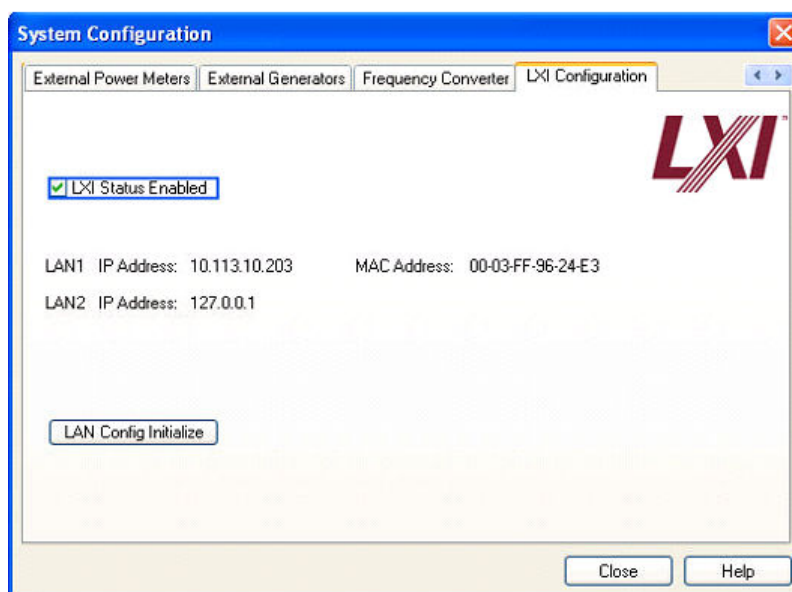 System Configuration
External Power Meters External Generators Frequency Converter LXI Configuration
LXI
LXI Status Enabled
LAN1 IP Address: 10.113.10.203 MAC Address: 00-03-FF-96-24-E3
LAN2 IP Address: 127.0.0.1
LAN Config Initialize
Close Help